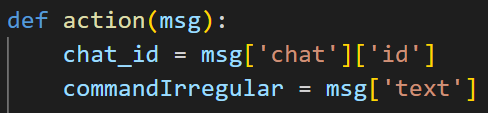 def action(msg):
    chat_id = msg['chat']['id']
    commandIrregular = msg['text']